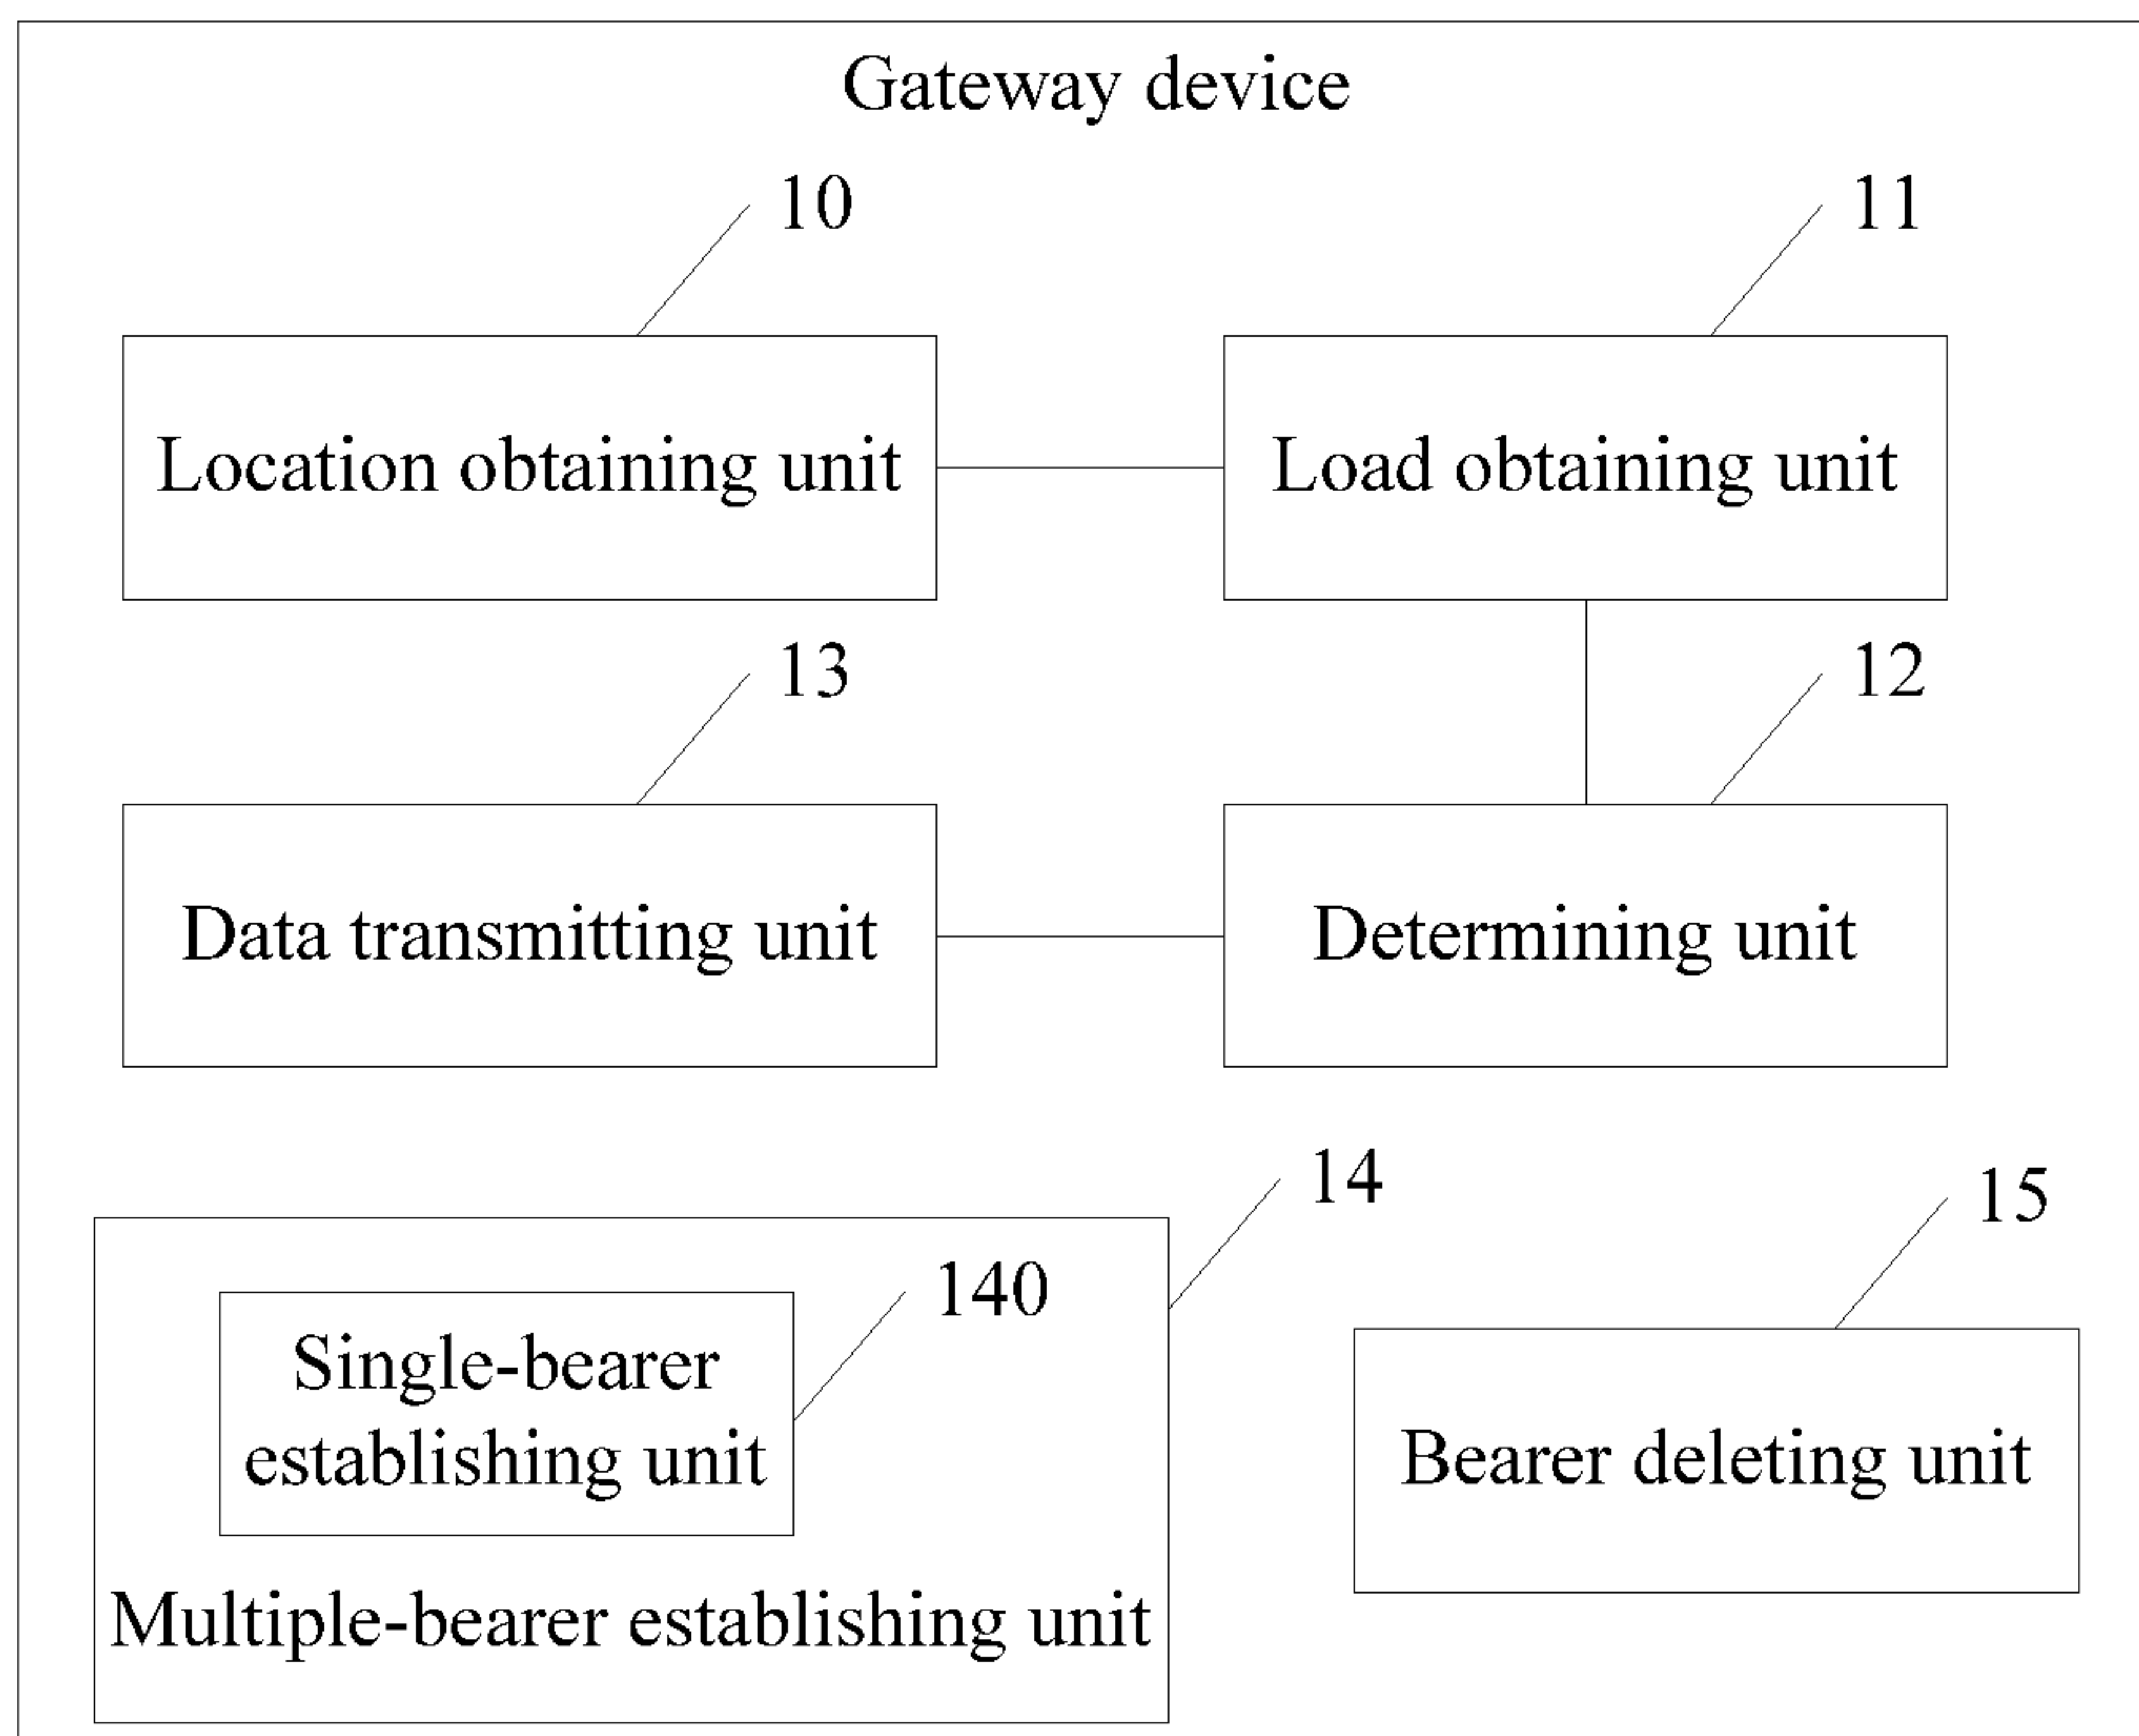 Gateway device
10
11
Location obtaining unit
Load obtaining unit
13
12
Data transmitting unit
Determining unit
14
15
140
Single-bearer
establishing unit
Bearer deleting unit
Multiple-bearer establishing unit